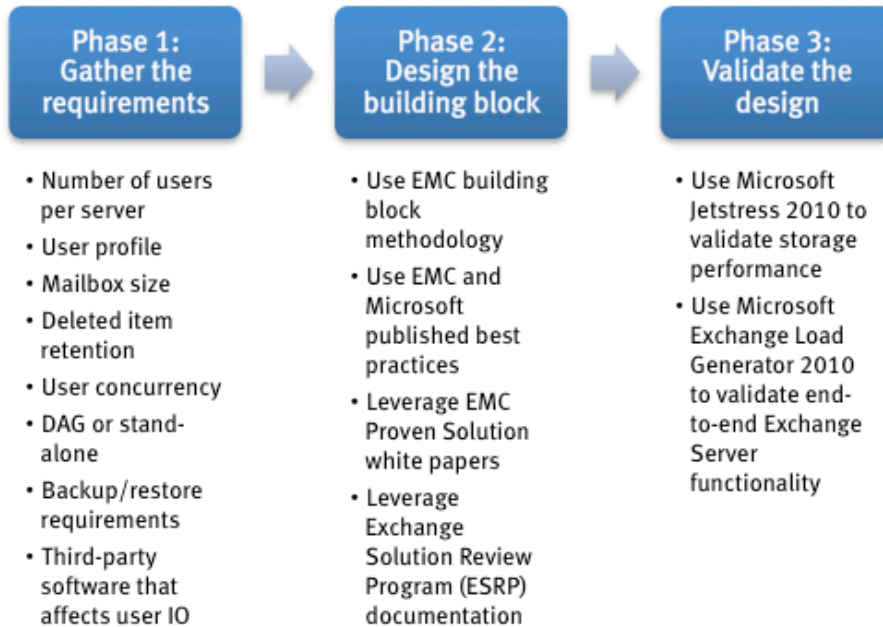 Phase 1:
Gather the
requirements
• Number of users
per server
• User profile
• Mailbox size
• Deleted item
retention
• User concurrency
• DAG or stand-
alone
• Backup/restore
requirements
• Third-party
software that
affects user IO
Phase 2:
Design the
building block
• Use EMC building
block
methodology
• Use EMC and
Microsoft
published best
practices
• Leverage EMC
Proven Solution
white papers
• Leverage
Exchange
Solution Review
Program (ESRP)
documentation
Phase 3:
Validate the
design
• Use Microsoft
Jetstress 2010 to
validate storage
performance
• Use Microsoft
Exchange Load
Generator 2010
to validate end-
to-end Exchange
Server
functionality